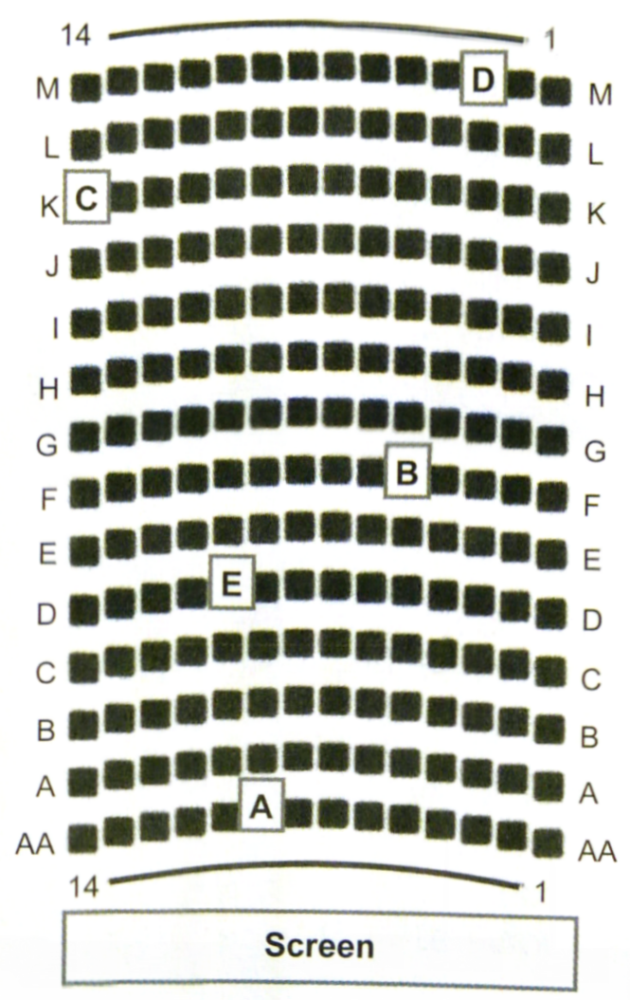 14 1
M D M
L L
K C K
J J
I I
H H
G G
F B F
E E
D E D
C C
B B
A A
AA A AA
14 1
Screen